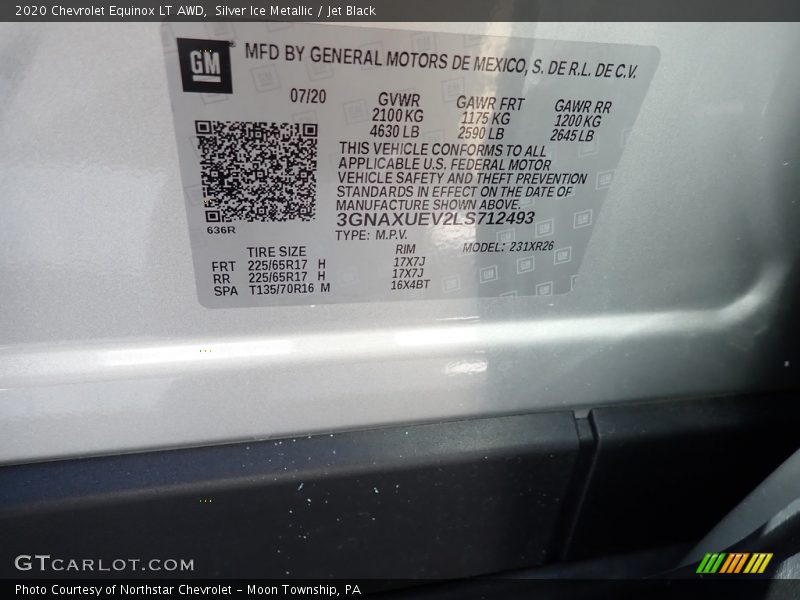 2020 Chevrolet Equinox LT AWD, Silver Ice Metallic / Jet Black
GM
MFD BY GENERAL MOTORS DE MEXICO, S. DE R.L. DE C.V.
07/20
GVWR GAWR FRT GAWR RR
2100 KG 1175 KG 1200 KG
4630 LB 2590 LB 2645 LB
THIS VEHICLE CONFORMS TO ALL
APPLICABLE U.S. FEDERAL MOTOR
VEHICLE SAFETY AND THEFT PREVENTION
STANDARDS IN EFFECT ON THE DATE OF
MANUFACTURE SHOWN ABOVE.
3GNAXUEV2LS712493
636R
TYPE: M.P.V.
TIRE SIZE RIM MODEL: 231XR26
FRT 225/65R17 H 17X7J
RR 225/65R17 H 17X7J
SPA T135/70R16 M 16X4BT
GTCARLOT.COM
Photo Courtesy of Northstar Chevrolet - Moon Township, PA